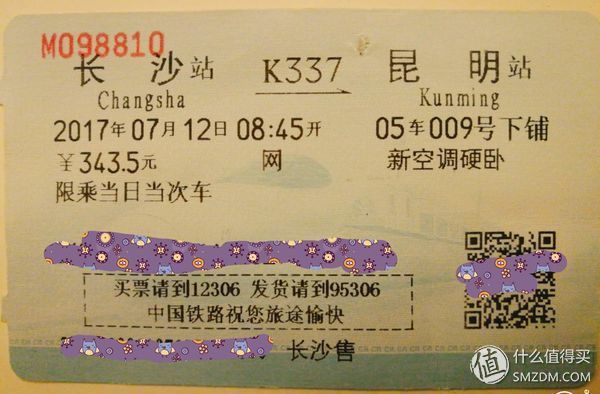 M098810
长沙站 K337 昆明站
Changsha Kunming
2017年07月12日08:45开 05车009号下铺
￥343.5元 网 新空调硬卧
限乘当日当次车
买票请到12306 发货请到95306
中国铁路祝您旅途愉快
长沙售
值 什么值得买
SMZDM.COM